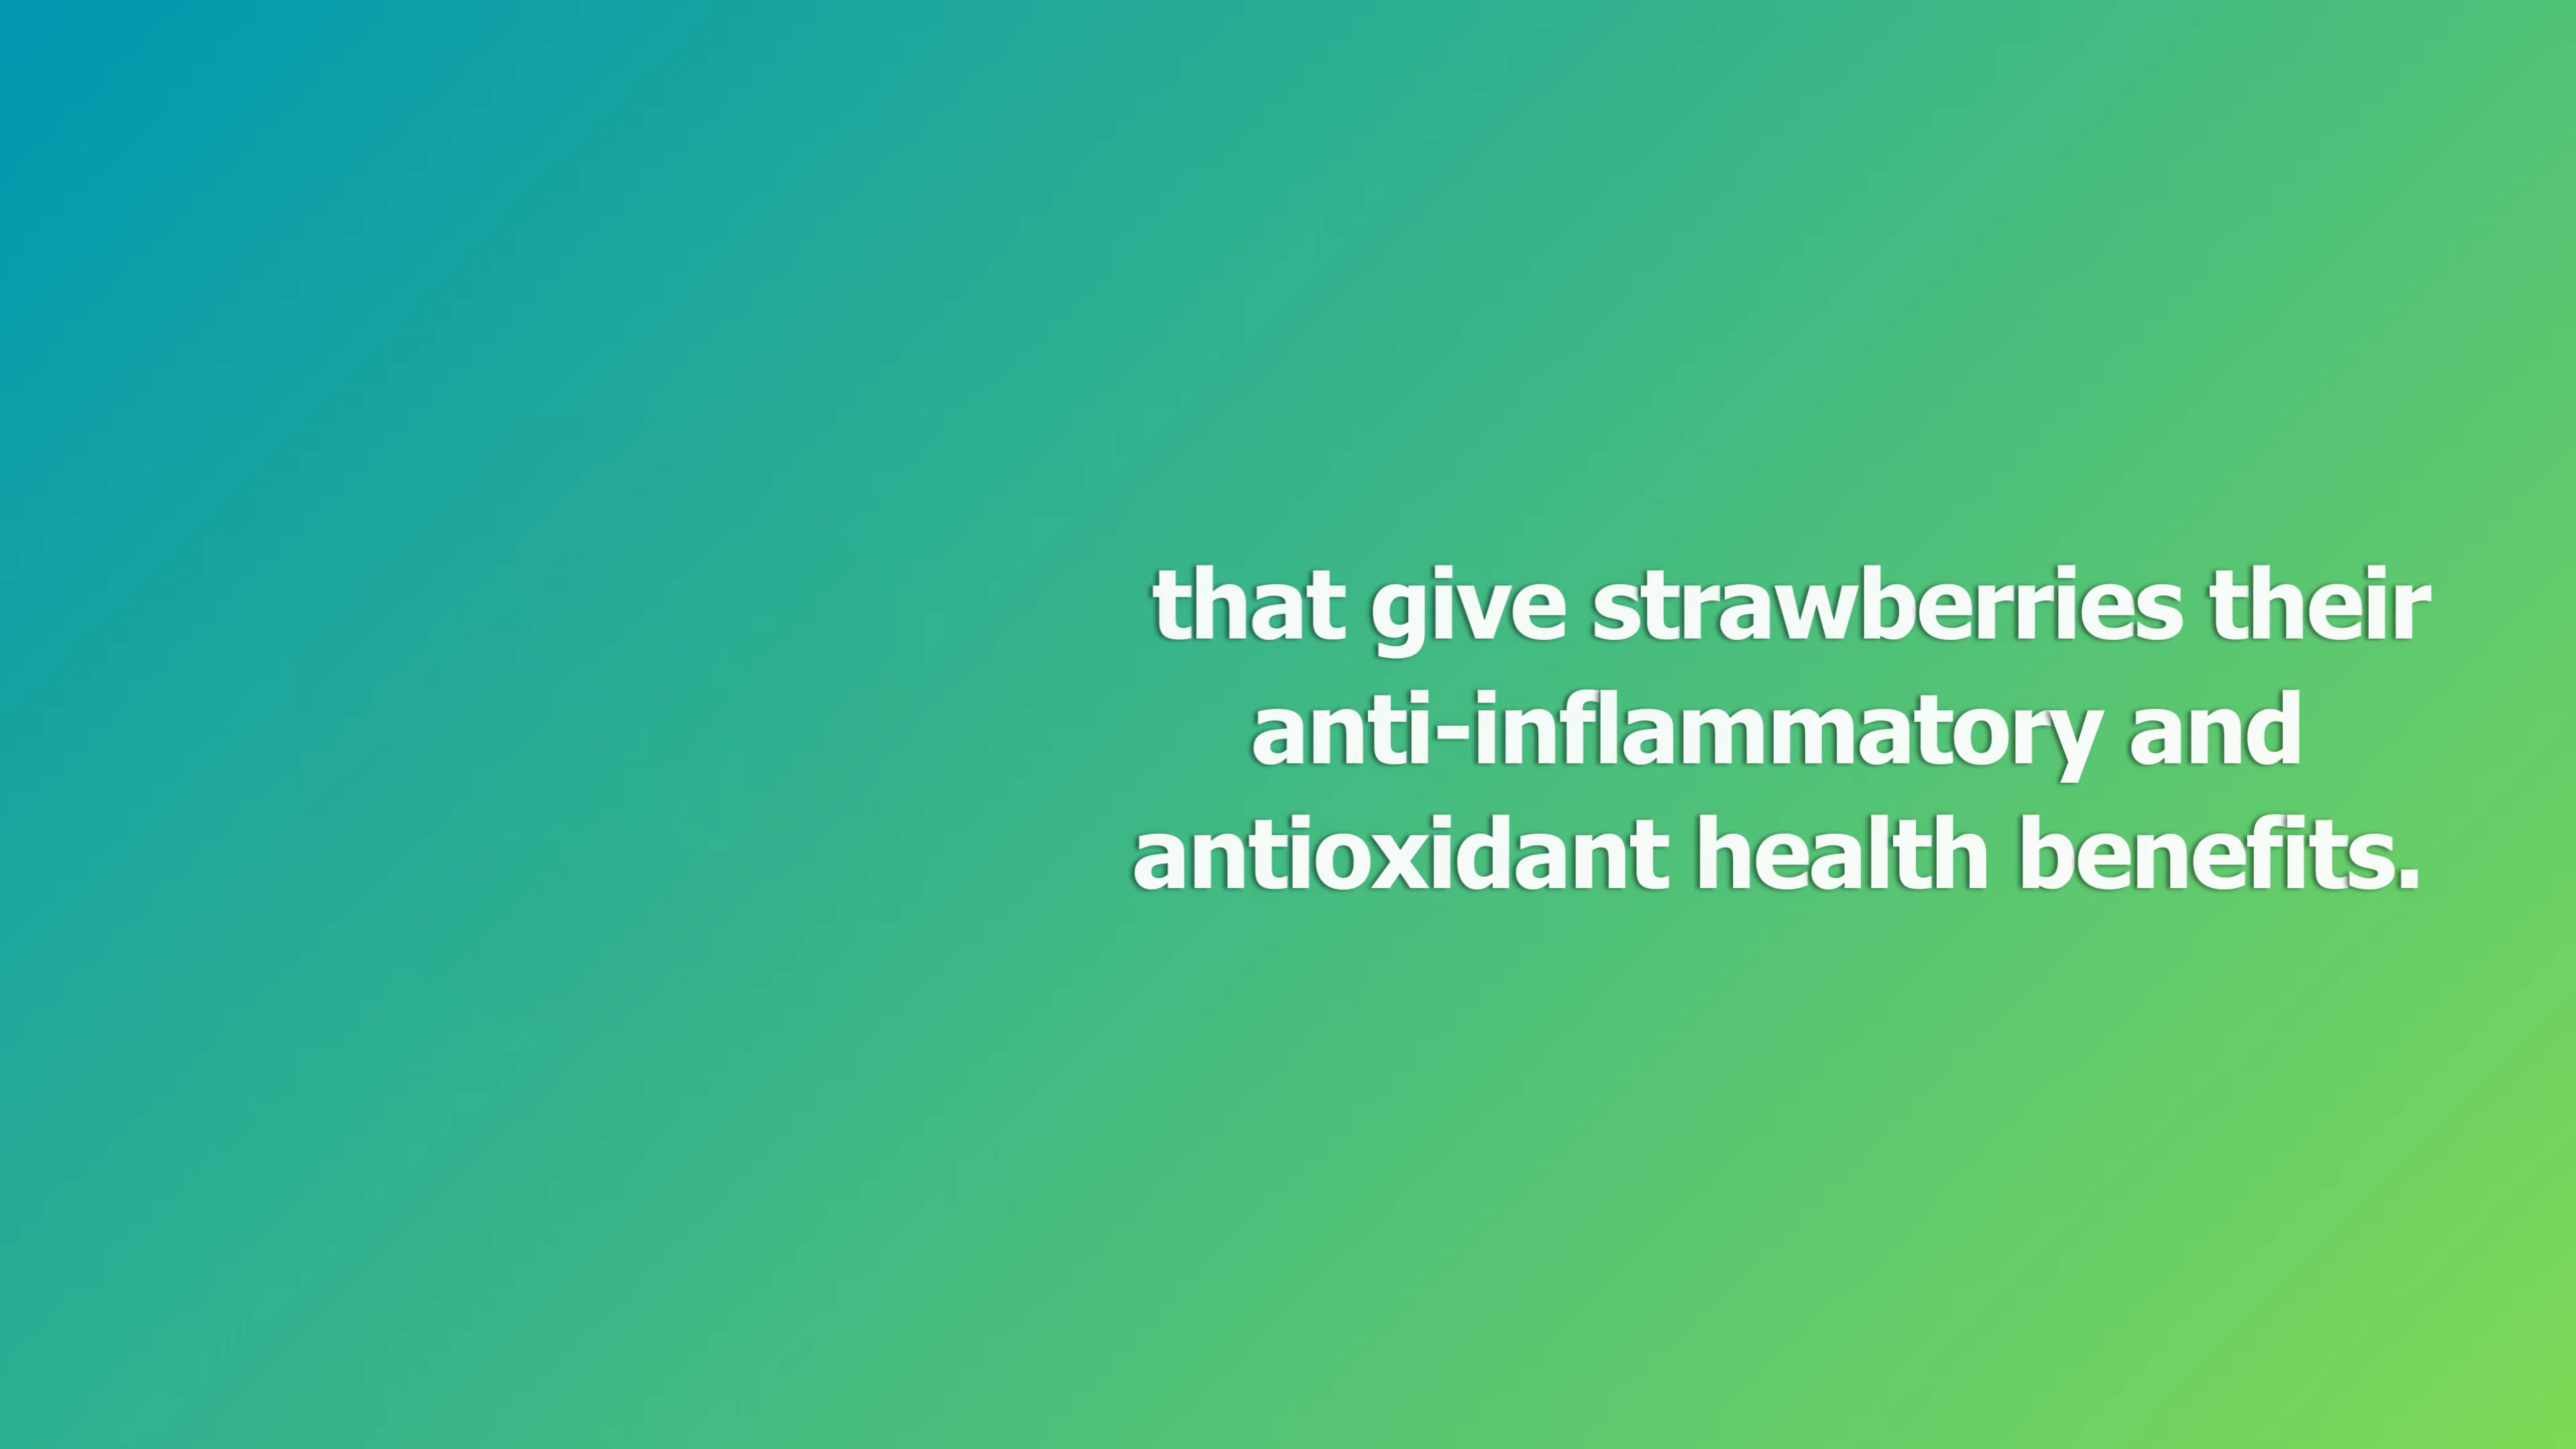 that give strawberries their
anti-inflammatory and
antioxidant health benefits.